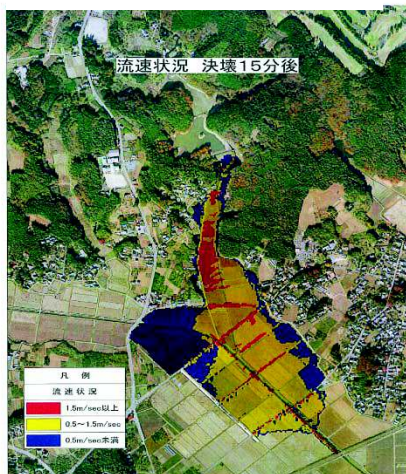 流速状況 決壊15分後
凡 例
流速状況
1.5m/sec以上
0.5～1.5m/sec
0.5m/sec未満